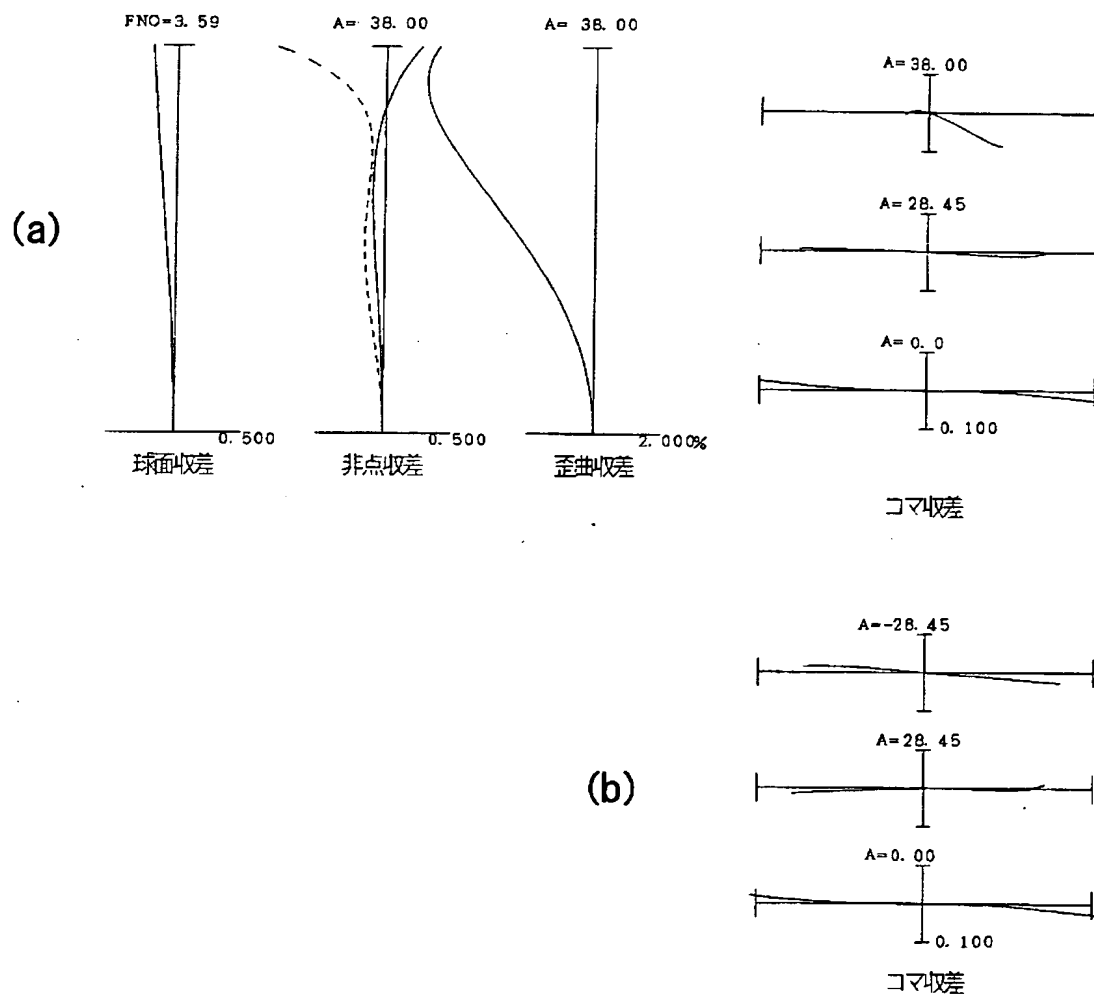 FNO=3.59
A= 38.00
A= 38.00
0.500
0.500
2.000%
球面収差
非点収差
歪曲収差
(a)
A=38.00
A=28.45
A=0.0
0.100
コマ収差
(b)
A=-28.45
A=28.45
A=0.00
0.100
コマ収差